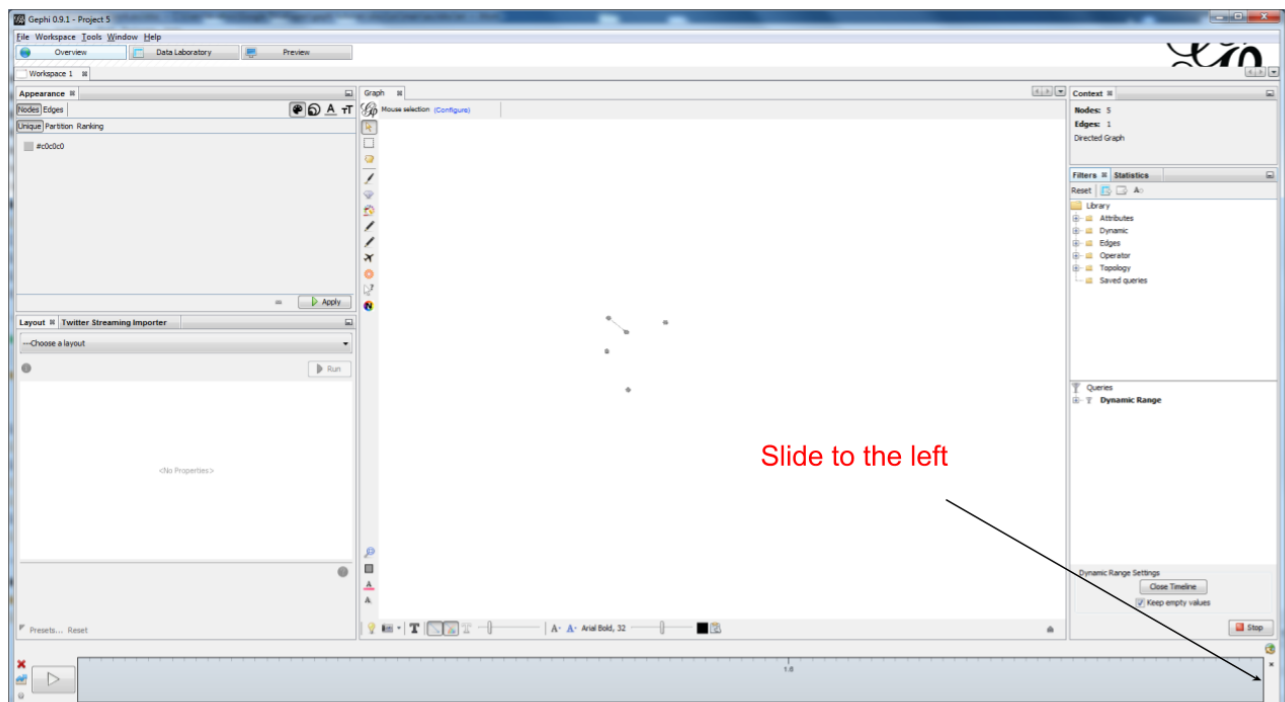 Gephi 0.9.1 - Project 5
File Workspace Tools Window Help
Overview Data Laboratory Preview
Workspace 1
Appearance
Nodes Edges
Unique Partition Ranking
#c0c0c0
Apply
Layout Twitter Streaming Importer
---Choose a layout
Run
<No Properties>
Presets... Reset
Graph
Mouse selection (Configure)
Slide to the left
A- A- Arial Bold, 32
Context
Nodes: 5
Edges: 1
Directed Graph
Filters Statistics
Reset
Library
Attributes
Dynamic
Edges
Operator
Topology
Saved queries
Queries
Dynamic Range
Dynamic Range Settings
Close Timeline
Keep empty values
Stop